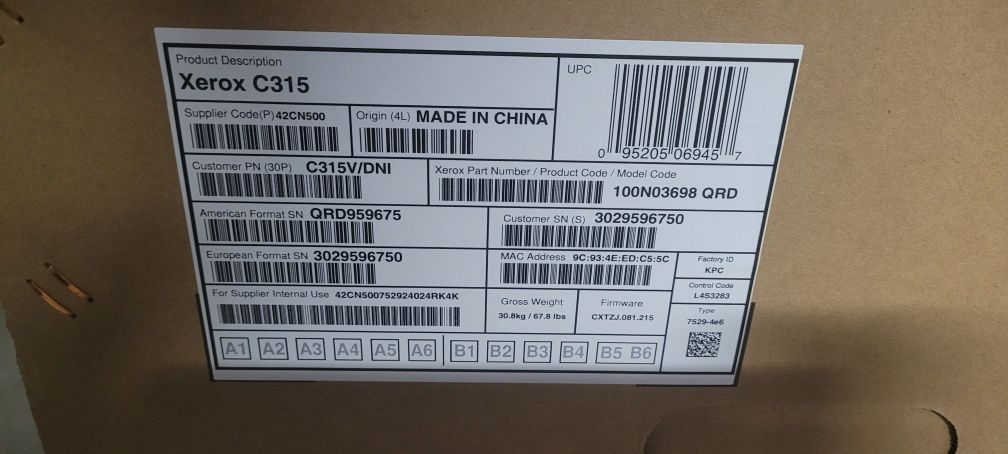 Product Description
Xerox C315
UPC
0 95205 06945 7
Supplier Code(P) 42CN500
Origin (4L) MADE IN CHINA
Customer PN (30P) C315V/DNI
Xerox Part Number / Product Code / Model Code
100N03698 QRD
American Format SN QRD959675
Customer SN (S) 3029596750
European Format SN 3029596750
MAC Address 9C:93:4E:ED:C5:5C
Factory ID
KPC
Control Code
L4S3283
For Supplier Internal Use 42CN500752924024RK4K
Gross Weight
30.8kg / 67.8 lbs
Firmware
CXTZJ.081.215
Type
7529-4e6
A1 A2 A3 A4 A5 A6 B1 B2 B3 B4 B5 B6